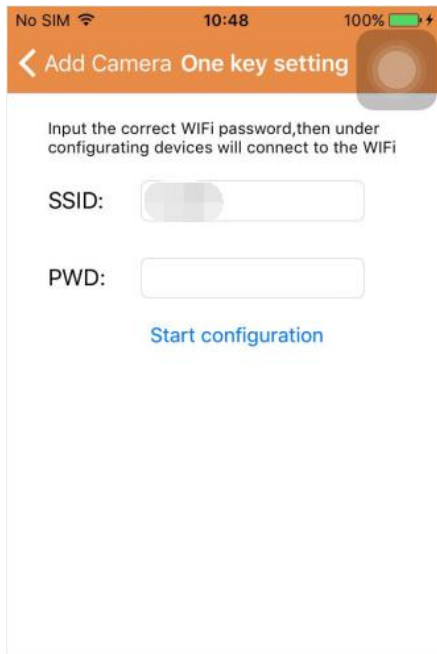 No SIM 10:48 100%
Add Camera One key setting
Input the correct WIFi password,then under
configurating devices will connect to the WIFi
SSID:
PWD:
Start configuration